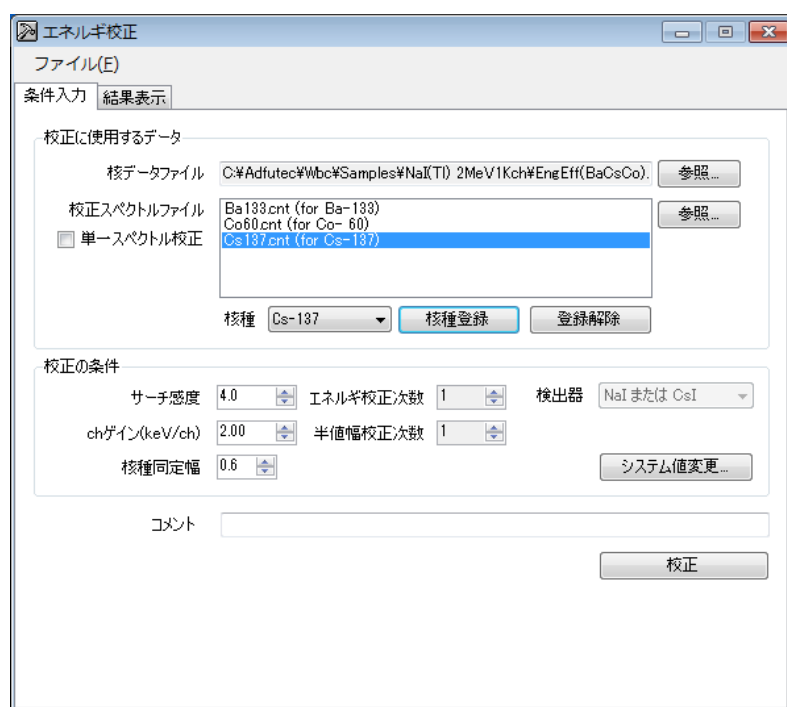 エネルギ校正
ファイル(F)
条件入力 結果表示
校正に使用するデータ
核データファイル C:¥Adfutec¥Wbc¥Samples¥NaI(Tl) 2MeV1Kch¥EngEff(BaCsCo). 参照...
校正スペクトルファイル Ba133.cnt (for Ba-133) 参照...
Co60.cnt (for Co- 60)
単一スペクトル校正 Cs137.cnt (for Cs-137)
核種 Cs-137 核種登録 登録解除
校正の条件
サーチ感度 4.0 エネルギ校正次数 1 検出器 NaI または CsI
chゲイン(keV/ch) 2.00 半値幅校正次数 1
核種同定幅 0.6 システム値変更...
コメント
校正